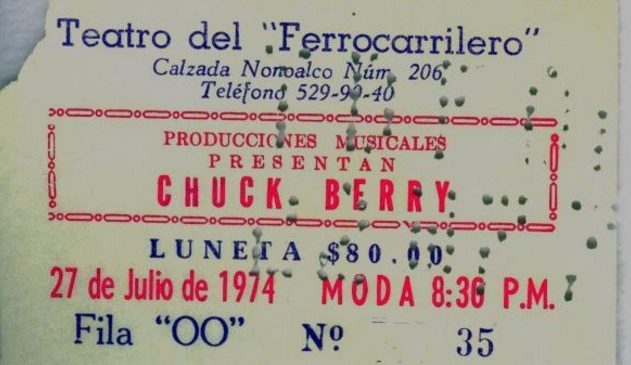 Teatro del "Ferrocarrilero"
Calzada Nonoalco Núm. 206
Teléfono 529-90-40
PRODUCCIONES MUSICALES
PRESENTAN
CHUCK BERRY
LUNETA $80.00
27 de Julio de 1974 MODA 8:30 P.M.
Fila "OO" Nº 35